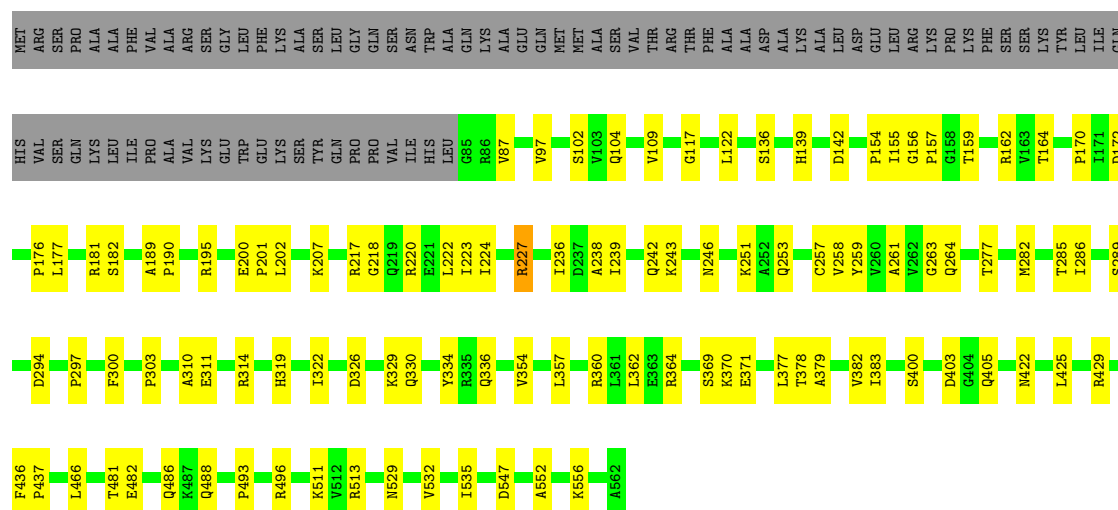 MET ARG SER PRO ALA ALA PHE VAL ALA ARG SER GLY LEU PHE LYS ALA SER LEU GLY GLN SER ASN TRP ALA GLN LYS ALA GLU GLN MET MET ALA SER VAL THR ARG THR PHE ALA ALA ASP ALA LYS ALA LEU ASP GLU LEU ARG LYS PRO LYS PHE SER SER LYS TYR LEU ILE GLN
HIS VAL SER GLN LYS LEU ILE PRO ALA VAL LYS GLU TRP GLU LYS SER TYR GLN PRO PRO VAL ILE HIS LEU G85 R86 V87 V97 S102 V103 Q104 V109 G117 L122 S136 H139 D142 P154 I155 G156 P157 G158 T159 R162 V163 T164 P170 I171 D172
P176 L177 R181 S182 A189 P190 R195 E200 P201 L202 K207 R217 G218 Q219 R220 E221 L222 I223 I224 R227 I236 D237 A238 I239 Q242 K243 N246 K251 A252 Q253 C257 V258 Y259 V260 A261 V262 G263 Q264 T277 M282 T285 I286 S289
D294 P297 F300 P303 A310 E311 R314 H319 I322 D326 K329 Q330 Y334 R335 Q336 V354 L357 R360 L361 L362 E363 R364 S369 K370 E371 L377 T378 A379 V382 I383 S400 D403 G404 Q405 N422 L425 R429
F436 P437 L466 T481 E482 Q486 K487 Q488 P493 R496 K511 V512 R513 N529 V532 I535 D547 A552 K556 A562